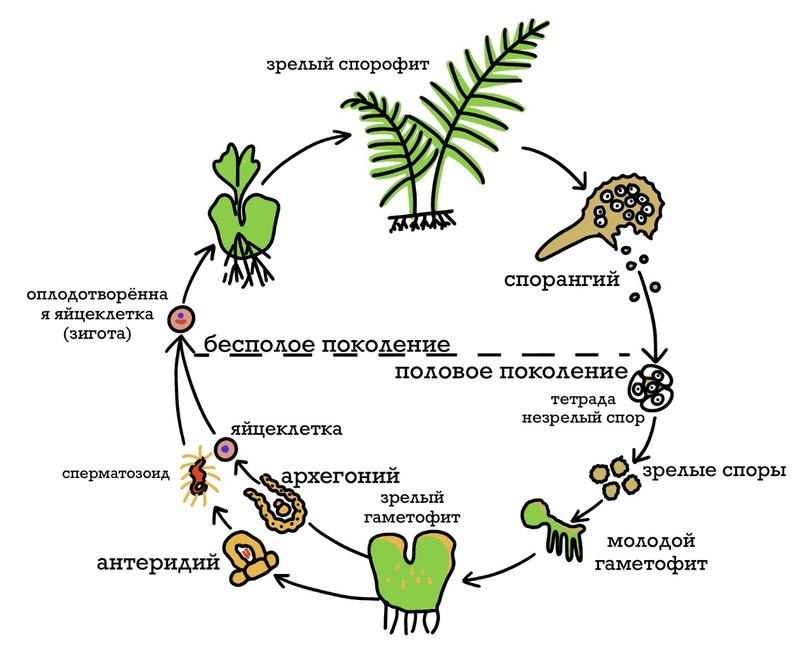 зрелый спорофит
спорангий
оплодотворённа
я яйцеклетка
(зигота)
бесполое поколение
половое поколение
тетрада
незрелый спор
яйцеклетка
зрелые споры
сперматозоид
архегоний
зрелый
гаметофит
молодой
гаметофит
антеридий